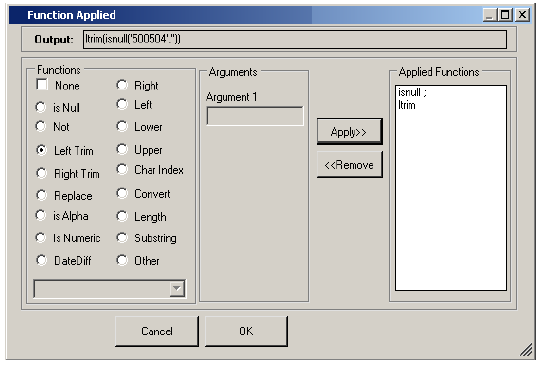 Function Applied
Output: ltrim(isnull('500504',''))
Functions
None
is Null
Not
Left Trim
Right Trim
Replace
is Alpha
Is Numeric
DateDiff
Right
Left
Lower
Upper
Char Index
Convert
Length
Substring
Other
Arguments
Argument 1
Apply>>
<<Remove
Applied Functions
isnull ;
ltrim
Cancel
OK